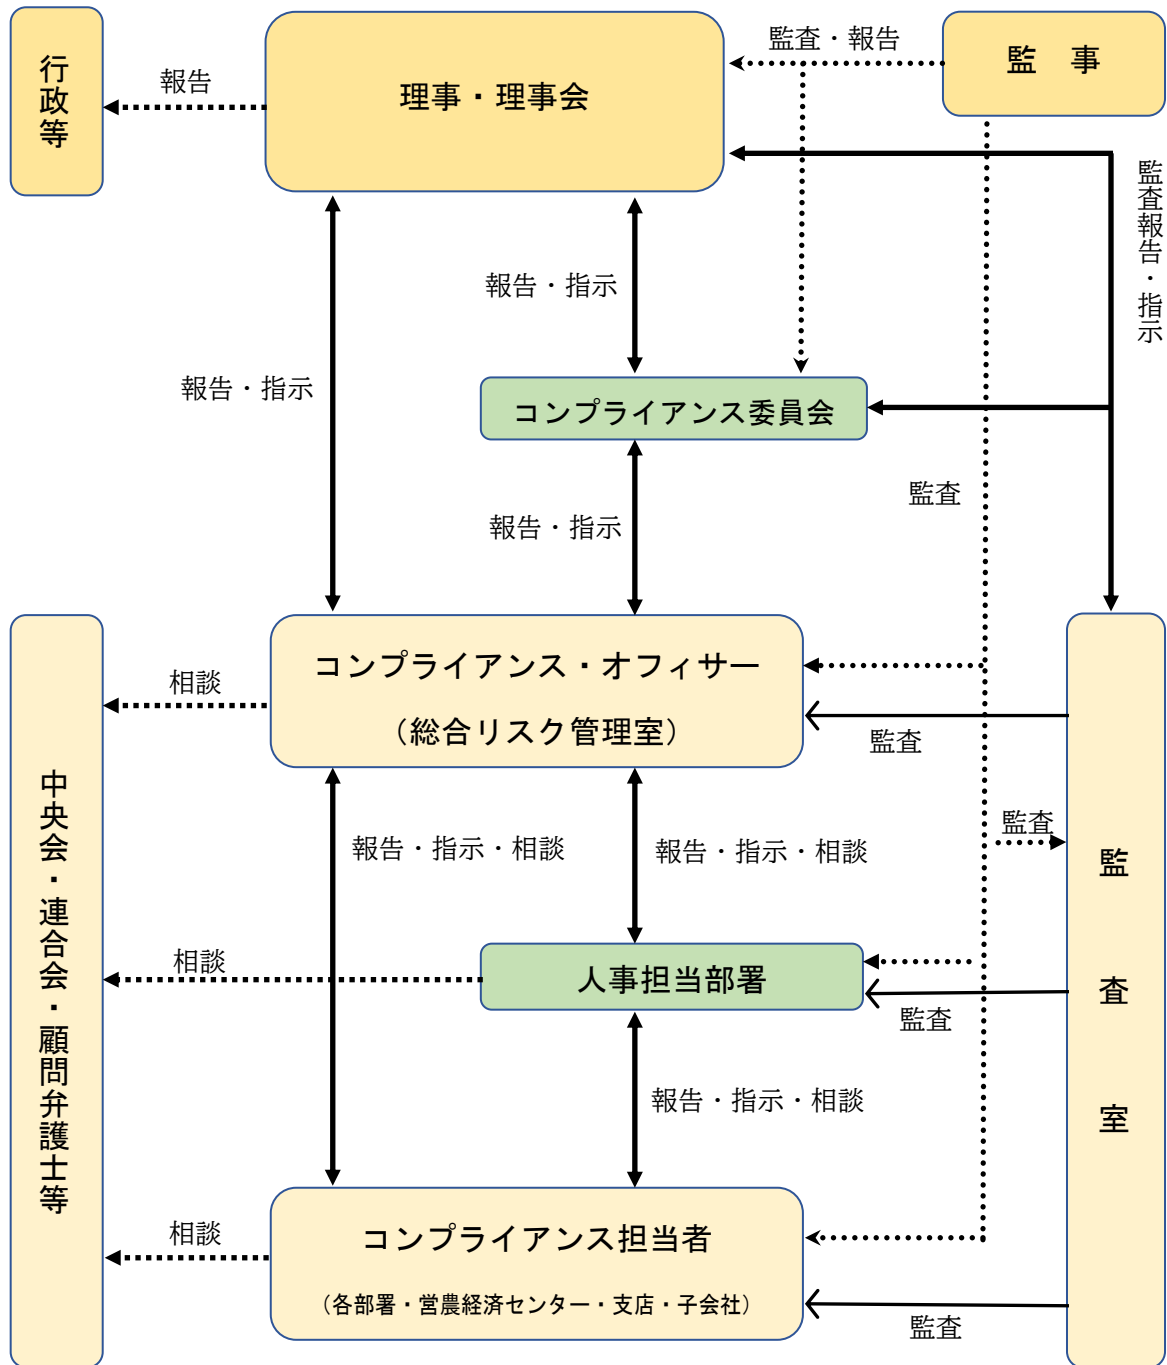 行政等
報告
理事・理事会
監査・報告
監　事
監査報告・指示
報告・指示
報告・指示
コンプライアンス委員会
監査
報告・指示
コンプライアンス・オフィサー
（総合リスク管理室）
相談
監査
中央会・連合会・顧問弁護士等
報告・指示・相談
報告・指示・相談
監査
監査室
相談
人事担当部署
監査
報告・指示・相談
相談
コンプライアンス担当者
（各部署・営農経済センター・支店・子会社）
監査